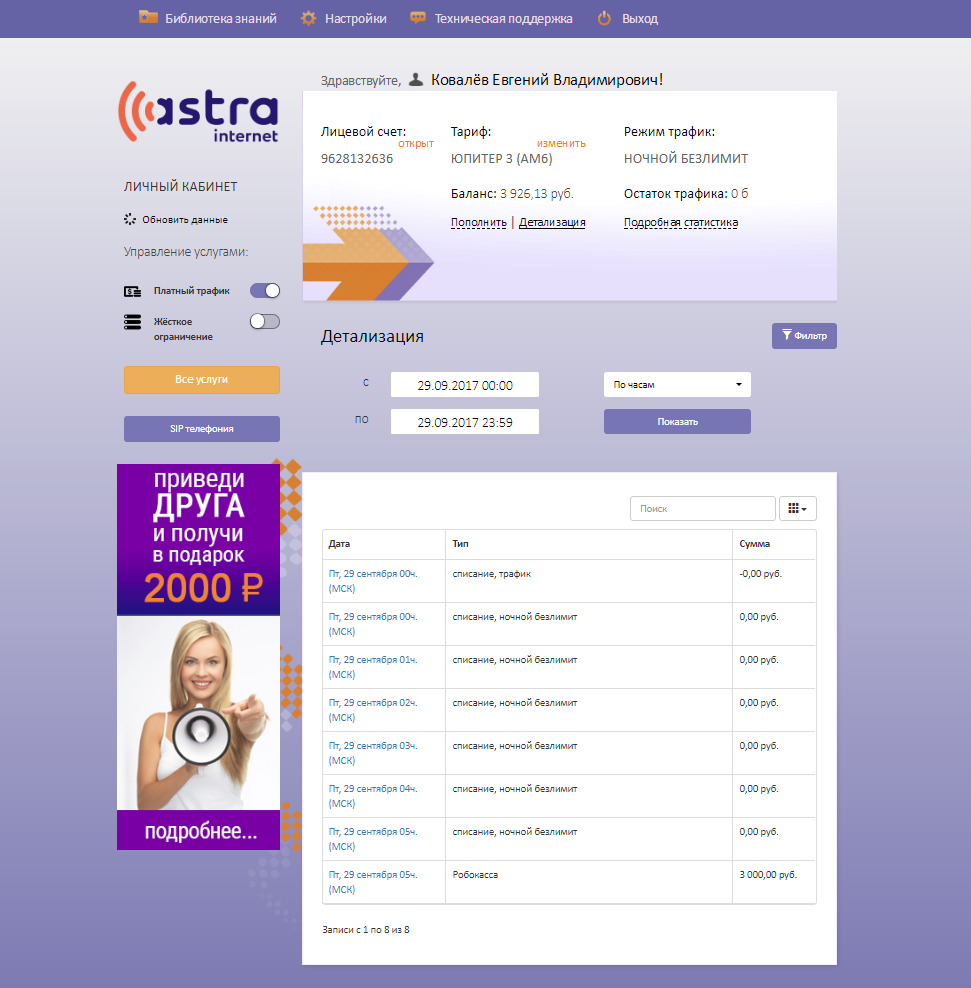 Библиотека знаний
Настройки
Техническая поддержка
Выход
Здравствуйте, Ковалёв Евгений Владимирович!
astra
internet
Лицевой счет:
открыт
9628132636
Тариф:
изменить
ЮПИТЕР 3 (АМ6)
Режим трафик:
НОЧНОЙ БЕЗЛИМИТ
Баланс: 3 926,13 руб.
Остаток трафика: 0 б
Пополнить | Детализация
Подробная статистика
ЛИЧНЫЙ КАБИНЕТ
Обновить данные
Управление услугами:
Платный трафик
Жёсткое
ограничение
Все услуги
SIP телефония
приведи
ДРУГА
и получи
в подарок
2000 ₽
подробнее...
Детализация
Фильтр
С
29.09.2017 00:00
По часам
ПО
29.09.2017 23:59
Показать
Поиск
Дата Тип Сумма
Пт, 29 сентября 00ч. списание, трафик -0,00 руб.
(МСК)
Пт, 29 сентября 00ч. списание, ночной безлимит 0,00 руб.
(МСК)
Пт, 29 сентября 01ч. списание, ночной безлимит 0,00 руб.
(МСК)
Пт, 29 сентября 02ч. списание, ночной безлимит 0,00 руб.
(МСК)
Пт, 29 сентября 03ч. списание, ночной безлимит 0,00 руб.
(МСК)
Пт, 29 сентября 04ч. списание, ночной безлимит 0,00 руб.
(МСК)
Пт, 29 сентября 05ч. списание, ночной безлимит 0,00 руб.
(МСК)
Пт, 29 сентября 05ч. Робокасса 3 000,00 руб.
(МСК)
Записи с 1 по 8 из 8